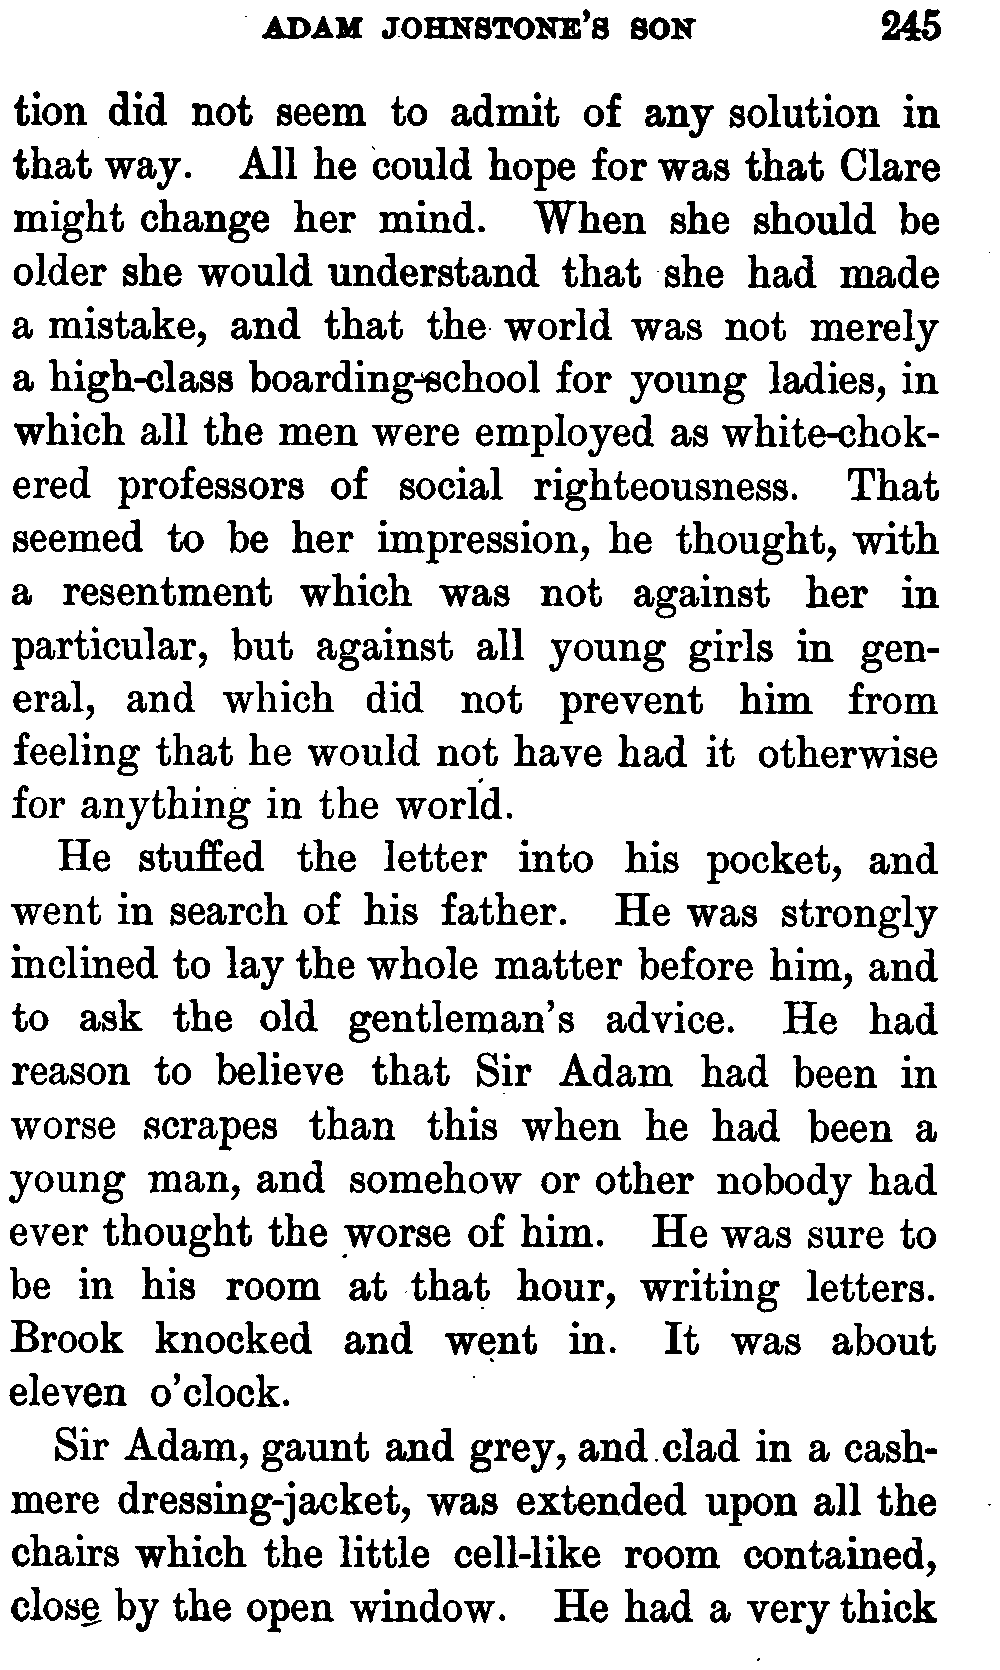 ADAM JOHNSTONE'S SON 245
tion did not seem to admit of any solution in
that way. All he could hope for was that Clare
might change her mind. When she should be
older she would understand that she had made
a mistake, and that the world was not merely
a high-class boarding-school for young ladies, in
which all the men were employed as white-chok-
ered professors of social righteousness. That
seemed to be her impression, he thought, with
a resentment which was not against her in
particular, but against all young girls in gen-
eral, and which did not prevent him from
feeling that he would not have had it otherwise
for anything in the world.
He stuffed the letter into his pocket, and
went in search of his father. He was strongly
inclined to lay the whole matter before him, and
to ask the old gentleman's advice. He had
reason to believe that Sir Adam had been in
worse scrapes than this when he had been a
young man, and somehow or other nobody had
ever thought the worse of him. He was sure to
be in his room at that hour, writing letters.
Brook knocked and went in. It was about
eleven o'clock.
Sir Adam, gaunt and grey, and clad in a cash-
mere dressing-jacket, was extended upon all the
chairs which the little cell-like room contained,
close by the open window. He had a very thick